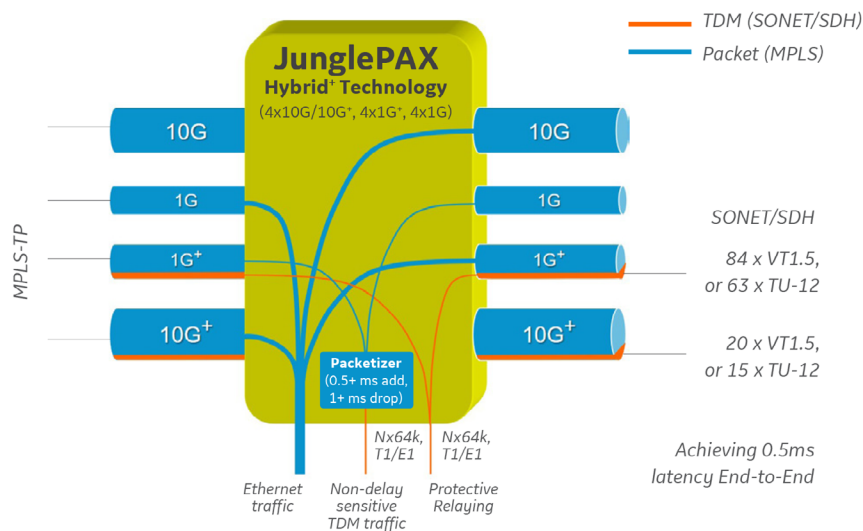 TDM (SONET/SDH)
Packet (MPLS)
JunglePAX
Hybrid+ Technology
(4x10G/10G+, 4x1G+, 4x1G)
10G
10G
1G
1G
1G+
1G+
10G+
10G+
MPLS-TP
SONET/SDH
84 x VT1.5,
or 63 x TU-12
20 x VT1.5,
or 15 x TU-12
Packetizer
(0.5+ ms add,
1+ ms drop)
Nx64k,
T1/E1
Nx64k,
T1/E1
Ethernet
traffic
Non-delay
sensitive
TDM traffic
Protective
Relaying
Achieving 0.5ms
latency End-to-End